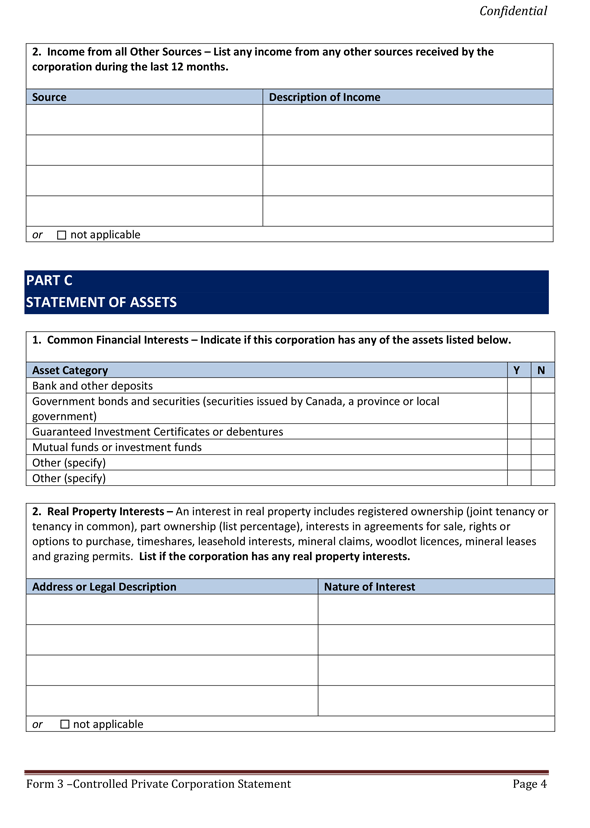 Confidential
2. Income from all Other Sources – List any income from any other sources received by the
corporation during the last 12 months.
Source Description of Income
or ☐ not applicable
PART C
STATEMENT OF ASSETS
1. Common Financial Interests – Indicate if this corporation has any of the assets listed below.
Asset Category Y N
Bank and other deposits
Government bonds and securities (securities issued by Canada, a province or local
government)
Guaranteed Investment Certificates or debentures
Mutual funds or investment funds
Other (specify)
Other (specify)
2. Real Property Interests – An interest in real property includes registered ownership (joint tenancy or
tenancy in common), part ownership (list percentage), interests in agreements for sale, rights or
options to purchase, timeshares, leasehold interests, mineral claims, woodlot licences, mineral leases
and grazing permits. List if the corporation has any real property interests.
Address or Legal Description Nature of Interest
or ☐ not applicable
Form 3 –Controlled Private Corporation Statement Page 4